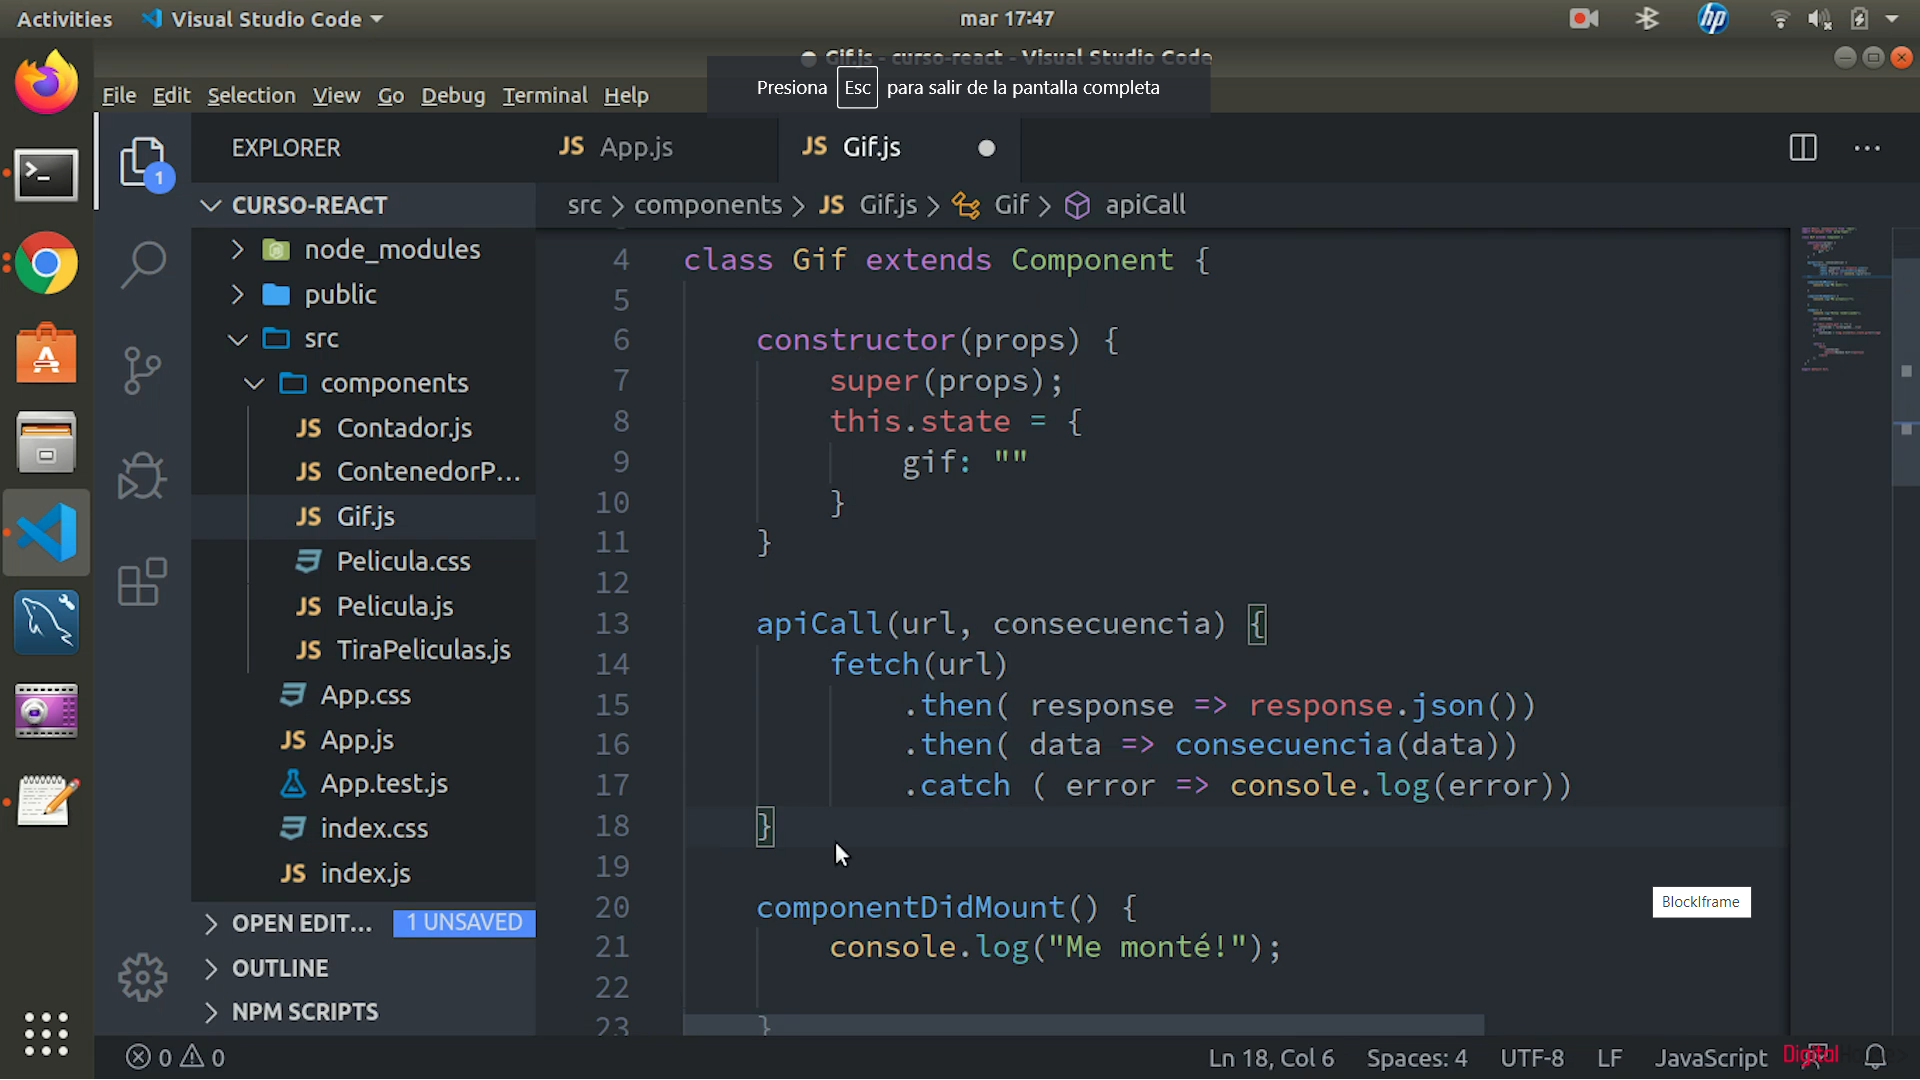 Activities Visual Studio Code mar 17:47
Gif.js - curso-react - Visual Studio Code
Presiona Esc para salir de la pantalla completa
File Edit Selection View Go Debug Terminal Help
EXPLORER
JS App.js
JS Gif.js
1
CURSO-REACT
src > components > JS Gif.js > Gif > apiCall
node_modules
public
src
components
JS Contador.js
JS ContenedorP...
JS Gif.js
Pelicula.css
JS Pelicula.js
JS TiraPeliculas.js
App.css
JS App.js
App.test.js
index.css
JS index.js
OPEN EDIT... 1 UNSAVED
OUTLINE
NPM SCRIPTS
4 class Gif extends Component {
5
6 constructor(props) {
7 super(props);
8 this.state = {
9 gif: ""
10 }
11 }
12
13 apiCall(url, consecuencia) {
14 fetch(url)
15 .then( response => response.json())
16 .then( data => consecuencia(data))
17 .catch ( error => console.log(error))
18 }
19
20 componentDidMount() {
21 console.log("Me monté!");
22
23 }
BlockIframe
0 0
Ln 18, Col 6 Spaces: 4 UTF-8 LF JavaScript
Digital